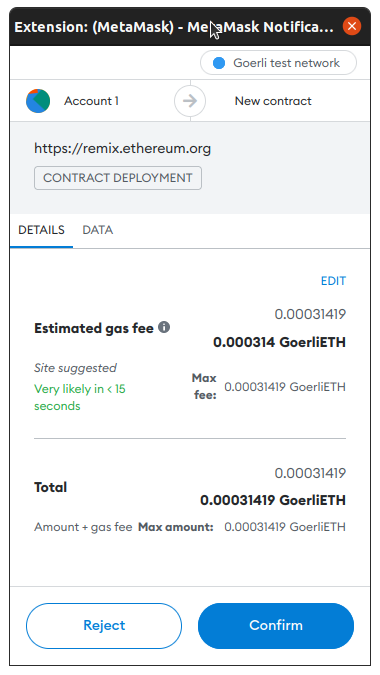 Extension: (MetaMask) - MetaMask Notifica...
Goerli test network
Account 1
New contract
https://remix.ethereum.org
CONTRACT DEPLOYMENT
DETAILS
DATA
EDIT
0.00031419
Estimated gas fee
0.000314 GoerliETH
Site suggested
Very likely in < 15
seconds
Max
fee:
0.00031419 GoerliETH
0.00031419
Total
0.00031419 GoerliETH
Amount + gas fee Max amount: 0.00031419 GoerliETH
Reject
Confirm